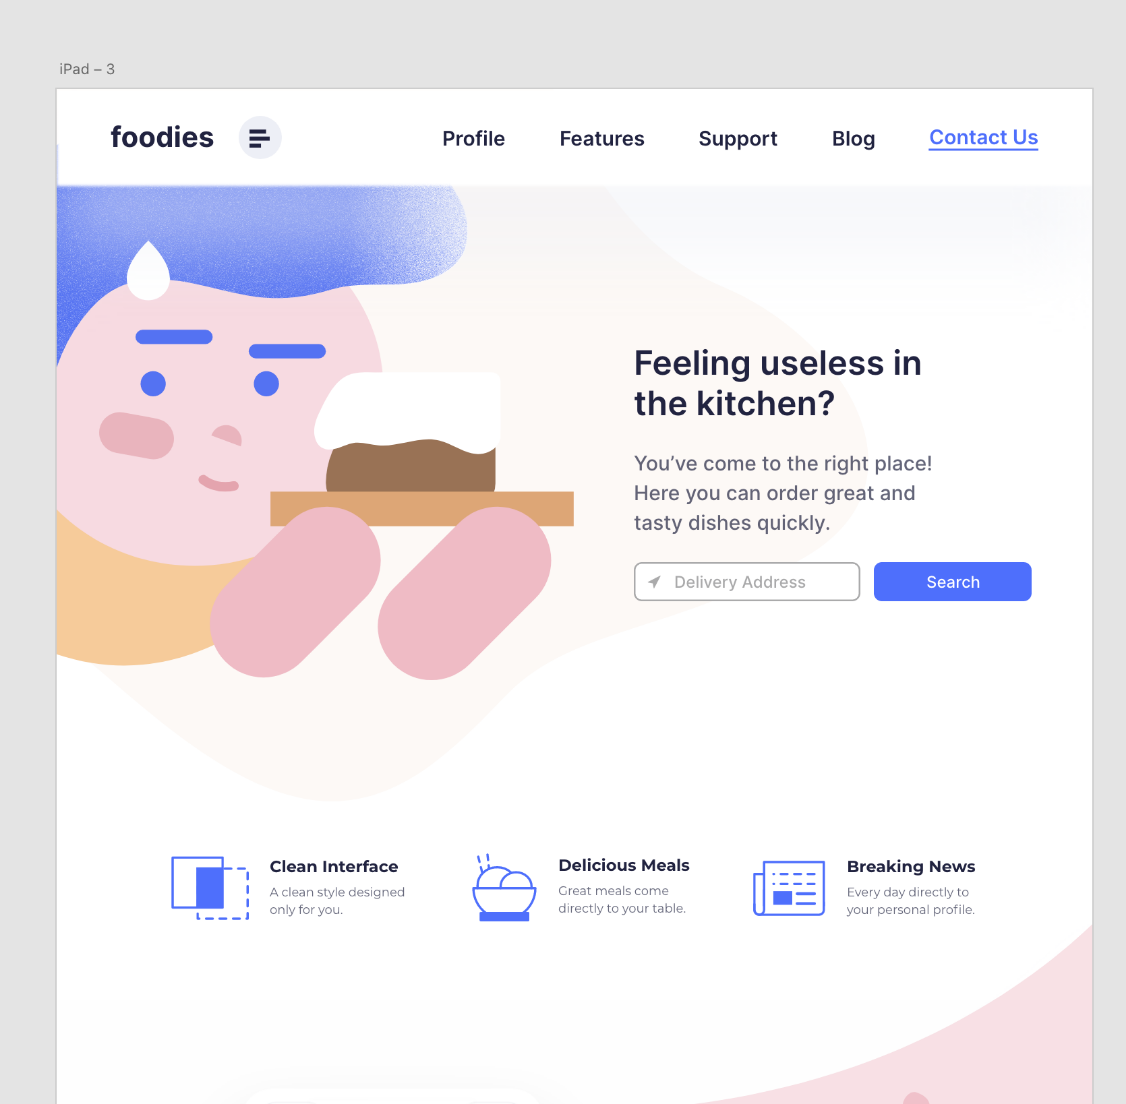 iPad – 3
foodies
Profile
Features
Support
Blog
Contact Us
Feeling useless in
the kitchen?
You’ve come to the right place!
Here you can order great and
tasty dishes quickly.
Delivery Address
Search
Clean Interface
A clean style designed
only for you.
Delicious Meals
Great meals come
directly to your table.
Breaking News
Every day directly to
your personal profile.